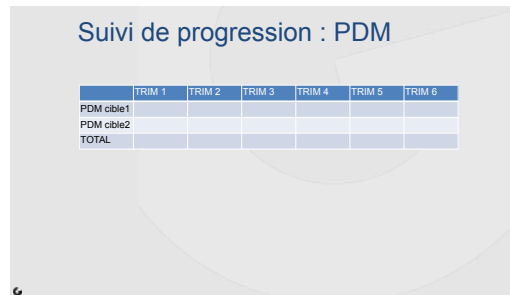 Suivi de progression : PDM
TRIM 1 TRIM 2 TRIM 3 TRIM 4 TRIM 5 TRIM 6
PDM cible1
PDM cible2
TOTAL